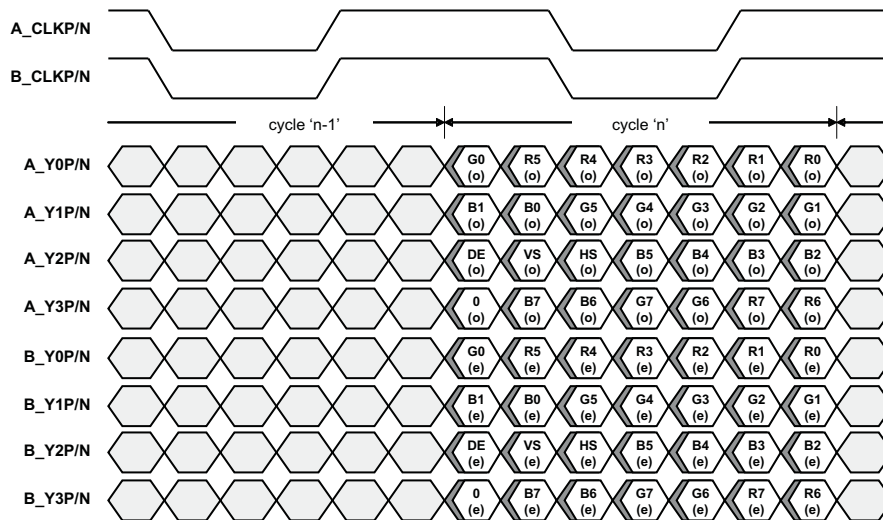 A_CLKP/N
B_CLKP/N
cycle ‘n-1’ cycle ‘n’
A_Y0P/N G0 (o) R5 (o) R4 (o) R3 (o) R2 (o) R1 (o) R0 (o)
A_Y1P/N B1 (o) B0 (o) G5 (o) G4 (o) G3 (o) G2 (o) G1 (o)
A_Y2P/N DE (o) VS (o) HS (o) B5 (o) B4 (o) B3 (o) B2 (o)
A_Y3P/N 0 (o) B7 (o) B6 (o) G7 (o) G6 (o) R7 (o) R6 (o)
B_Y0P/N G0 (e) R5 (e) R4 (e) R3 (e) R2 (e) R1 (e) R0 (e)
B_Y1P/N B1 (e) B0 (e) G5 (e) G4 (e) G3 (e) G2 (e) G1 (e)
B_Y2P/N DE (e) VS (e) HS (e) B5 (e) B4 (e) B3 (e) B2 (e)
B_Y3P/N 0 (e) B7 (e) B6 (e) G7 (e) G6 (e) R7 (e) R6 (e)